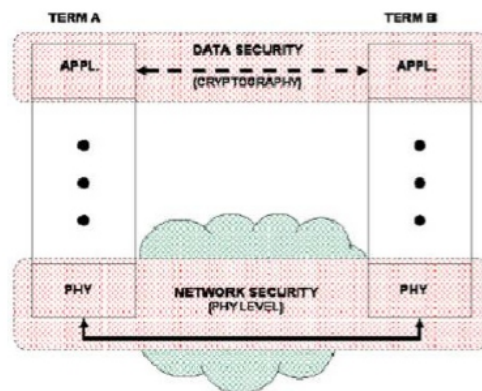 TERM A
TERM B
DATA SECURITY
APPL.
APPL.
(CRYPTOGRAPHY)
PHY
NETWORK SECURITY
PHY
(PHY LEVEL)